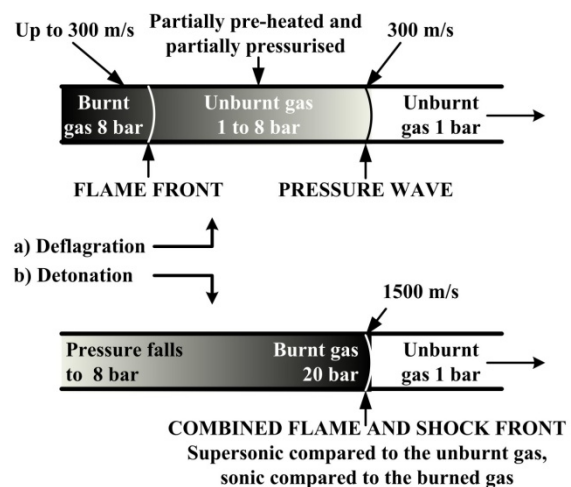 Up to 300 m/s
Partially pre-heated and
partially pressurised
300 m/s
Burnt
gas 8 bar
Unburnt gas
1 to 8 bar
Unburnt
gas 1 bar
FLAME FRONT
PRESSURE WAVE
a) Deflagration
b) Detonation
1500 m/s
Pressure falls
to 8 bar
Burnt gas
20 bar
Unburnt
gas 1 bar
COMBINED FLAME AND SHOCK FRONT
Supersonic compared to the unburnt gas,
sonic compared to the burned gas